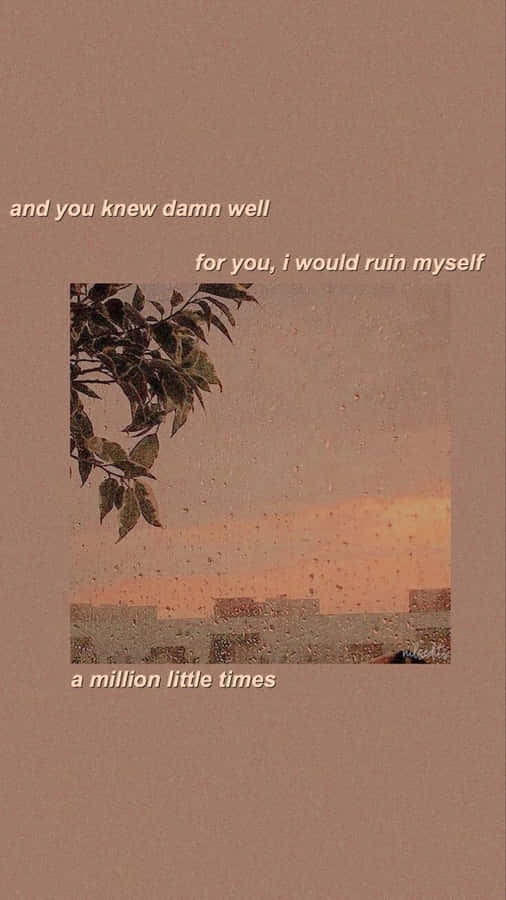 and you knew damn well
for you, i would ruin myself
a million little times